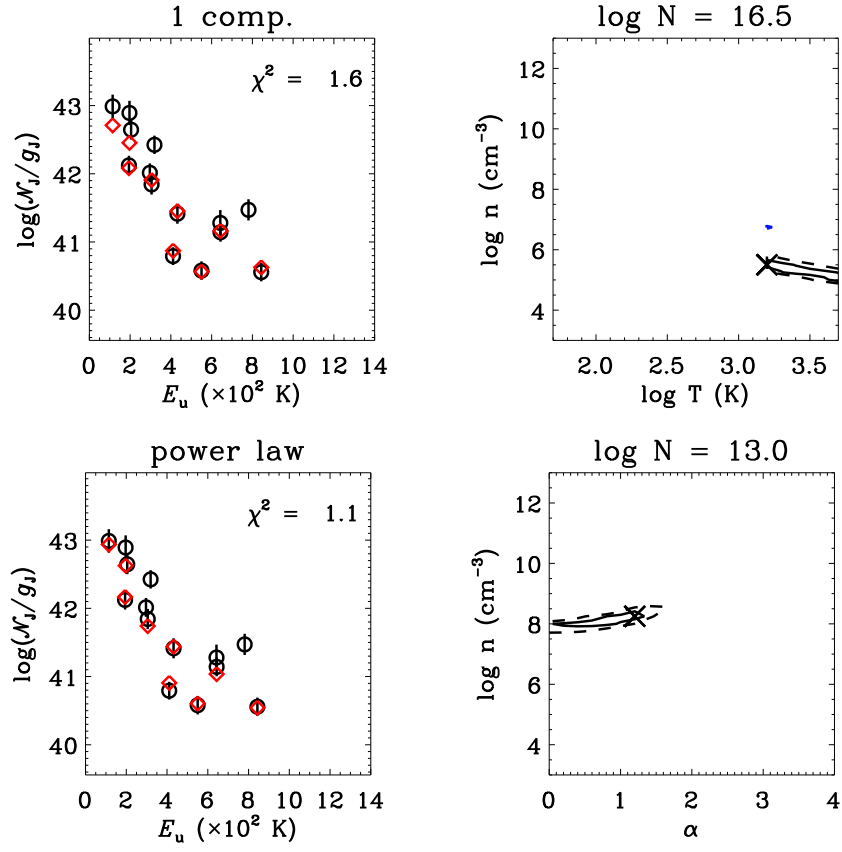 1 comp.
χ² = 1.6
log(𝒩J/gJ)
43
42
41
40
0 2 4 6 8 10 12 14
Eu (×10² K)
log N = 16.5
log n (cm⁻³)
12
10
8
6
4
2.0 2.5 3.0 3.5
log T (K)
power law
χ² = 1.1
log(𝒩J/gJ)
43
42
41
40
0 2 4 6 8 10 12 14
Eu (×10² K)
log N = 13.0
log n (cm⁻³)
12
10
8
6
4
0 1 2 3 4
α